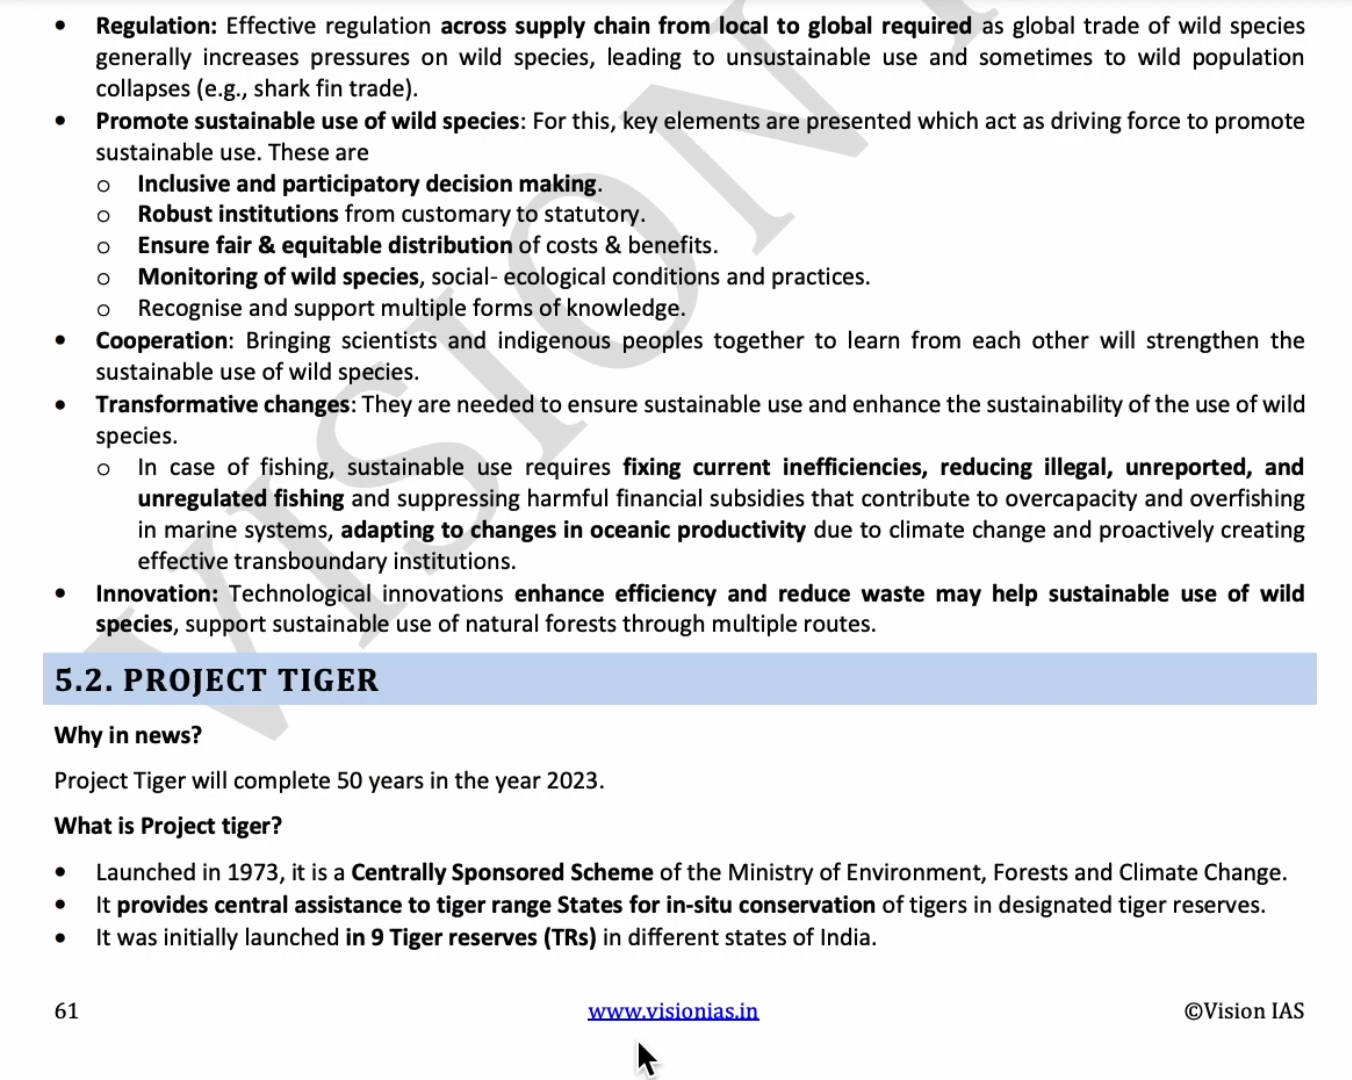 • Regulation: Effective regulation across supply chain from local to global required as global trade of wild species
generally increases pressures on wild species, leading to unsustainable use and sometimes to wild population
collapses (e.g., shark fin trade).
• Promote sustainable use of wild species: For this, key elements are presented which act as driving force to promote
sustainable use. These are
o Inclusive and participatory decision making.
o Robust institutions from customary to statutory.
o Ensure fair & equitable distribution of costs & benefits.
o Monitoring of wild species, social- ecological conditions and practices.
o Recognise and support multiple forms of knowledge.
• Cooperation: Bringing scientists and indigenous peoples together to learn from each other will strengthen the
sustainable use of wild species.
• Transformative changes: They are needed to ensure sustainable use and enhance the sustainability of the use of wild
species.
o In case of fishing, sustainable use requires fixing current inefficiencies, reducing illegal, unreported, and
unregulated fishing and suppressing harmful financial subsidies that contribute to overcapacity and overfishing
in marine systems, adapting to changes in oceanic productivity due to climate change and proactively creating
effective transboundary institutions.
• Innovation: Technological innovations enhance efficiency and reduce waste may help sustainable use of wild
species, support sustainable use of natural forests through multiple routes.
5.2. PROJECT TIGER
Why in news?
Project Tiger will complete 50 years in the year 2023.
What is Project tiger?
• Launched in 1973, it is a Centrally Sponsored Scheme of the Ministry of Environment, Forests and Climate Change.
• It provides central assistance to tiger range States for in-situ conservation of tigers in designated tiger reserves.
• It was initially launched in 9 Tiger reserves (TRs) in different states of India.
61 www.visionias.in ©Vision IAS
VISION